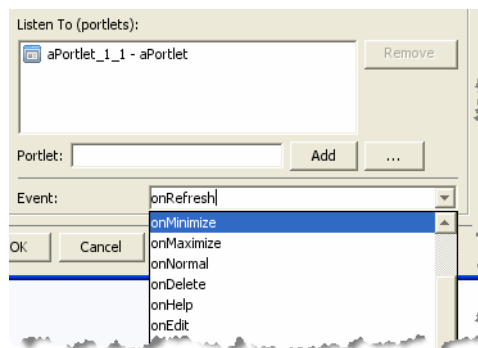 Listen To (portlets):
aPortlet_1_1 - aPortlet
Remove
Portlet:
Add
...
Event:
onRefresh
onMinimize
OK
Cancel
onMaximize
onNormal
onDelete
onHelp
onEdit